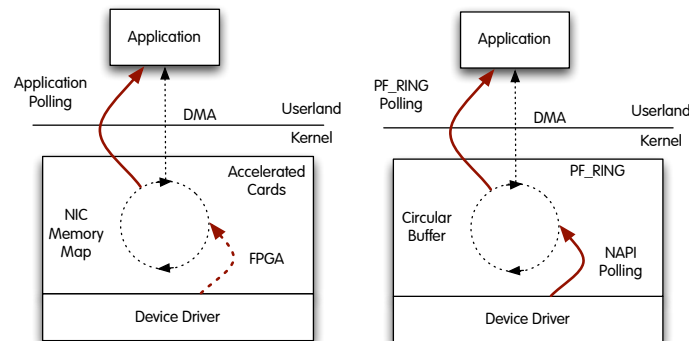 Application
Application
Polling
DMA
Userland
Kernel
Accelerated
Cards
NIC
Memory
Map
FPGA
Device Driver
Application
PF_RING
Polling
DMA
Userland
Kernel
PF_RING
Circular
Buffer
NAPI
Polling
Device Driver